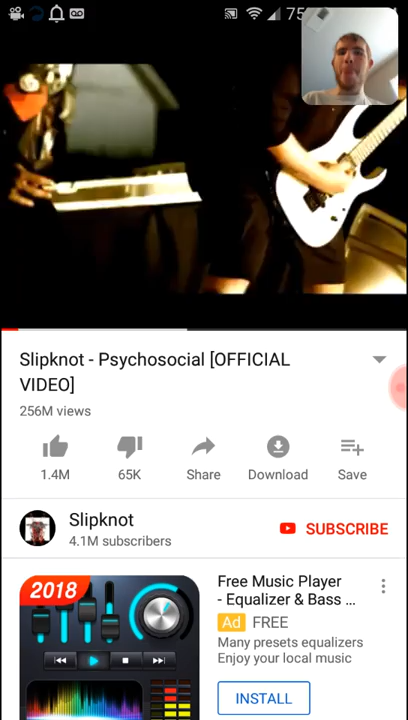 75
Slipknot - Psychosocial [OFFICIAL
VIDEO]
256M views
1.4M
65K
Share
Download
Save
Slipknot
4.1M subscribers
SUBSCRIBE
2018
Free Music Player
- Equalizer & Bass ...
Ad FREE
Many presets equalizers
Enjoy your local music
INSTALL